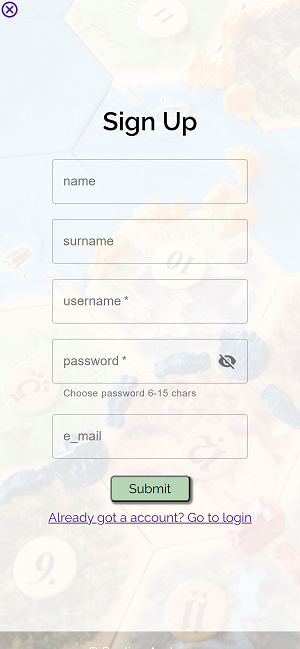 Sign Up
name
surname
username *
password *
Choose password 6-15 chars
e_mail
Submit
Already got a account? Go to login